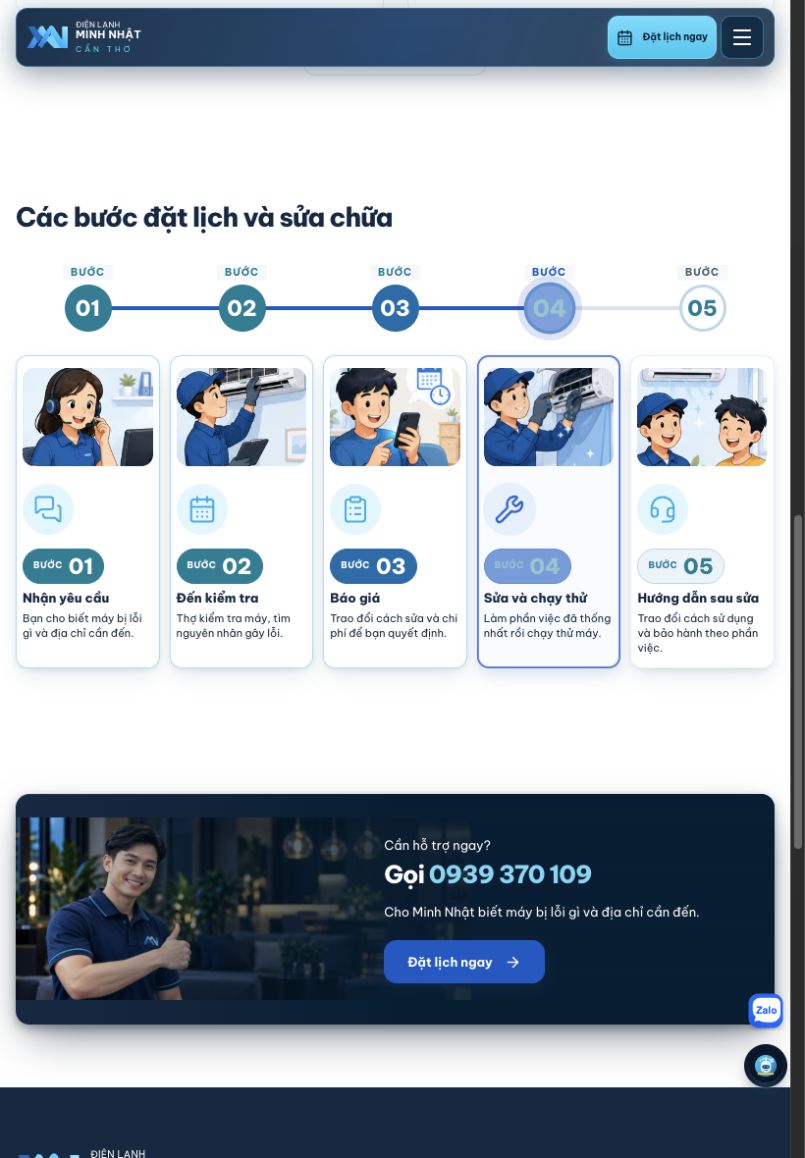 ĐIỆN LẠNH
MINH NHẬT
CẦN THƠ
Đặt lịch ngay
Các bước đặt lịch và sửa chữa
BƯỚC BƯỚC BƯỚC BƯỚC BƯỚC
01 02 03 04 05
BƯỚC 01
Nhận yêu cầu
Bạn cho biết máy bị lỗi
gì và địa chỉ cần đến.
BƯỚC 02
Đến kiểm tra
Thợ kiểm tra máy, tìm
nguyên nhân gây lỗi.
BƯỚC 03
Báo giá
Trao đổi cách sửa và chi
phí để bạn quyết định.
BƯỚC 04
Sửa và chạy thử
Làm phần việc đã thống
nhất rồi chạy thử máy.
BƯỚC 05
Hướng dẫn sau sửa
Trao đổi cách sử dụng
và bảo hành theo phần
việc.
Cần hỗ trợ ngay?
Gọi 0939 370 109
Cho Minh Nhật biết máy bị lỗi gì và địa chỉ cần đến.
Đặt lịch ngay
Zalo
ĐIỆN LẠNH